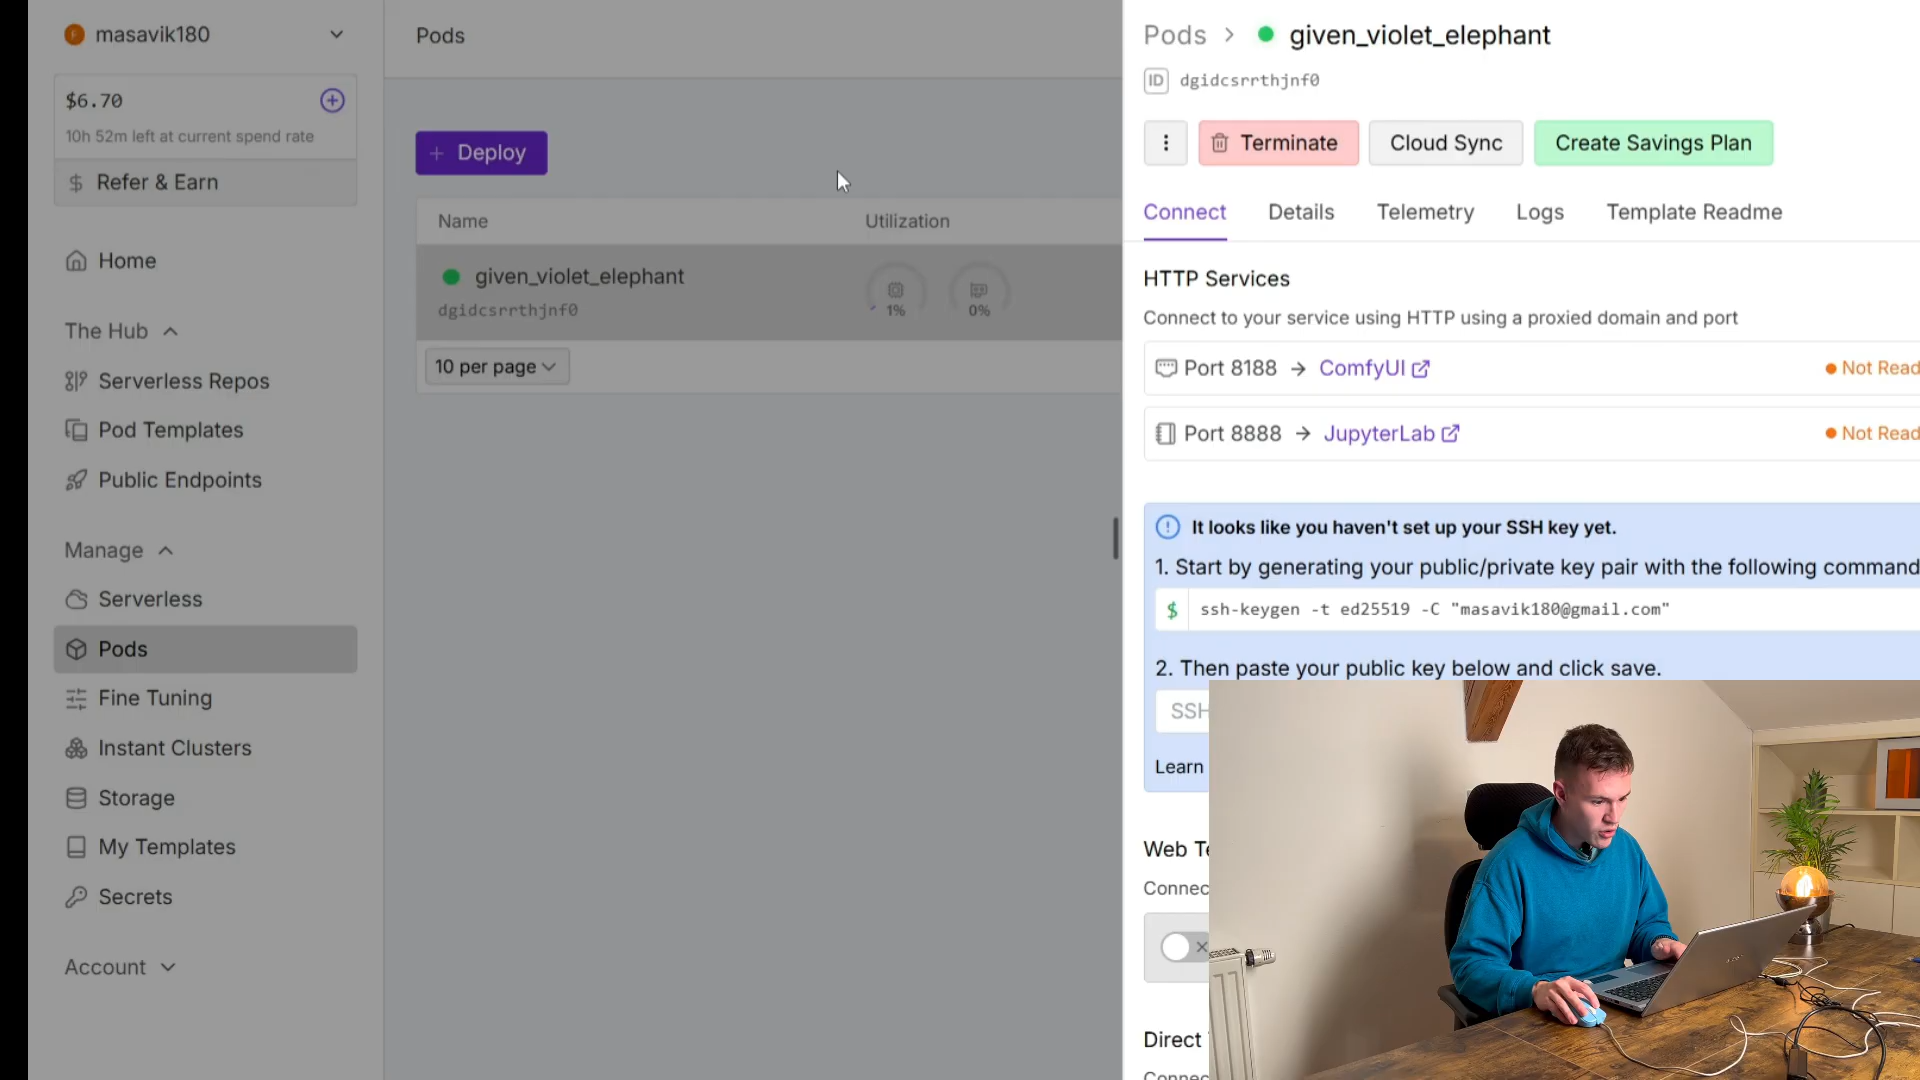 masavik180
$6.70
10h 52m left at current spend rate
$ Refer & Earn
Home
The Hub
Serverless Repos
Pod Templates
Public Endpoints
Manage
Serverless
Pods
Fine Tuning
Instant Clusters
Storage
My Templates
Secrets
Account
Pods
+ Deploy
Name
Utilization
given_violet_elephant
dgidcsrrthjnf0
1%
0%
10 per page
Pods > given_violet_elephant
ID dgidcsrrthjnf0
Terminate
Cloud Sync
Create Savings Plan
Connect
Details
Telemetry
Logs
Template Readme
HTTP Services
Connect to your service using HTTP using a proxied domain and port
Port 8188 → ComfyUI
Not Read
Port 8888 → JupyterLab
Not Read
It looks like you haven't set up your SSH key yet.
1. Start by generating your public/private key pair with the following command
$ ssh-keygen -t ed25519 -C "masavik180@gmail.com"
2. Then paste your public key below and click save.
SSH
Learn
Web Te
Connec
Direct
Connec